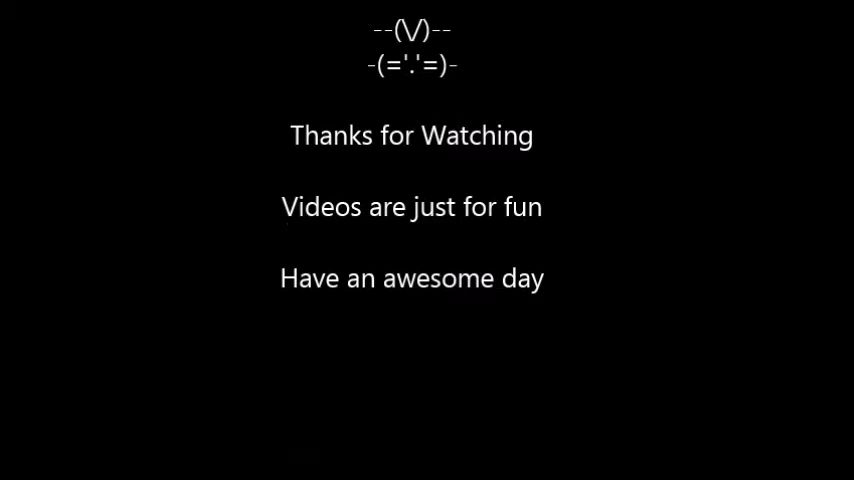 --(\/)--
-(='.'=)-
Thanks for Watching
Videos are just for fun
Have an awesome day